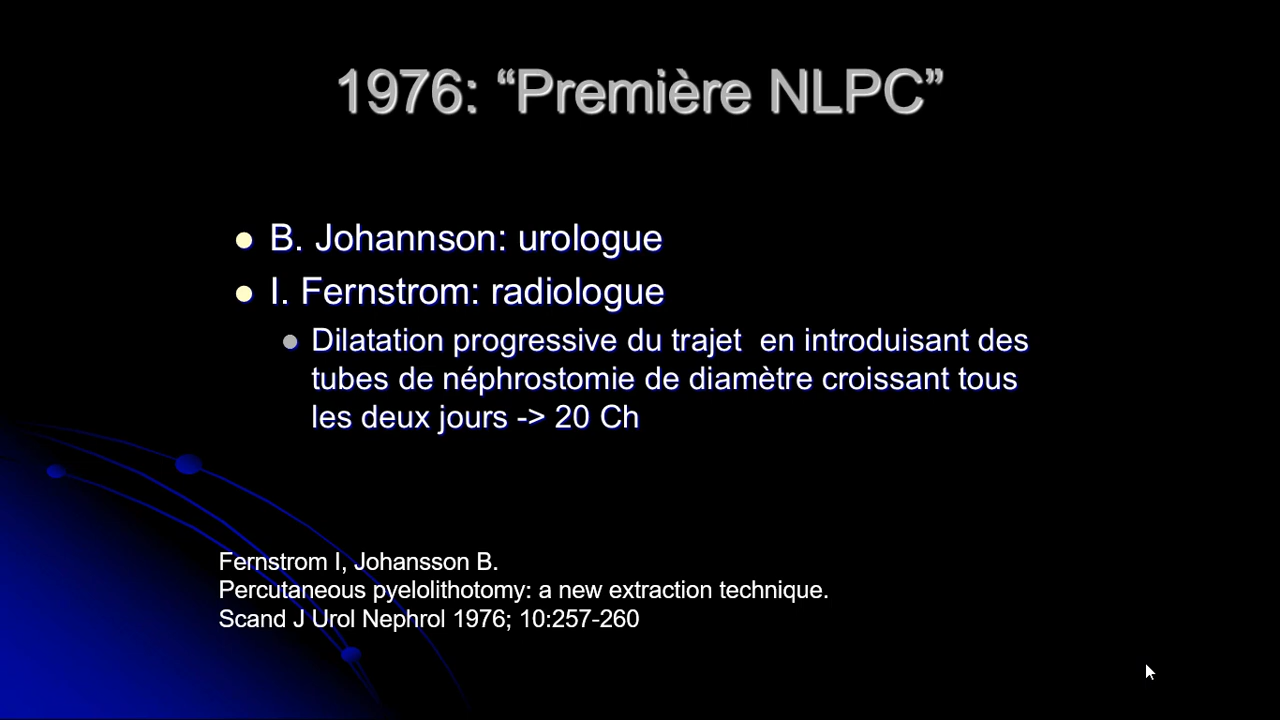 1976: “Première NLPC”
B. Johannson: urologue
I. Fernstrom: radiologue
Dilatation progressive du trajet en introduisant des
tubes de néphrostomie de diamètre croissant tous
les deux jours -> 20 Ch
Fernstrom I, Johansson B.
Percutaneous pyelolithotomy: a new extraction technique.
Scand J Urol Nephrol 1976; 10:257-260